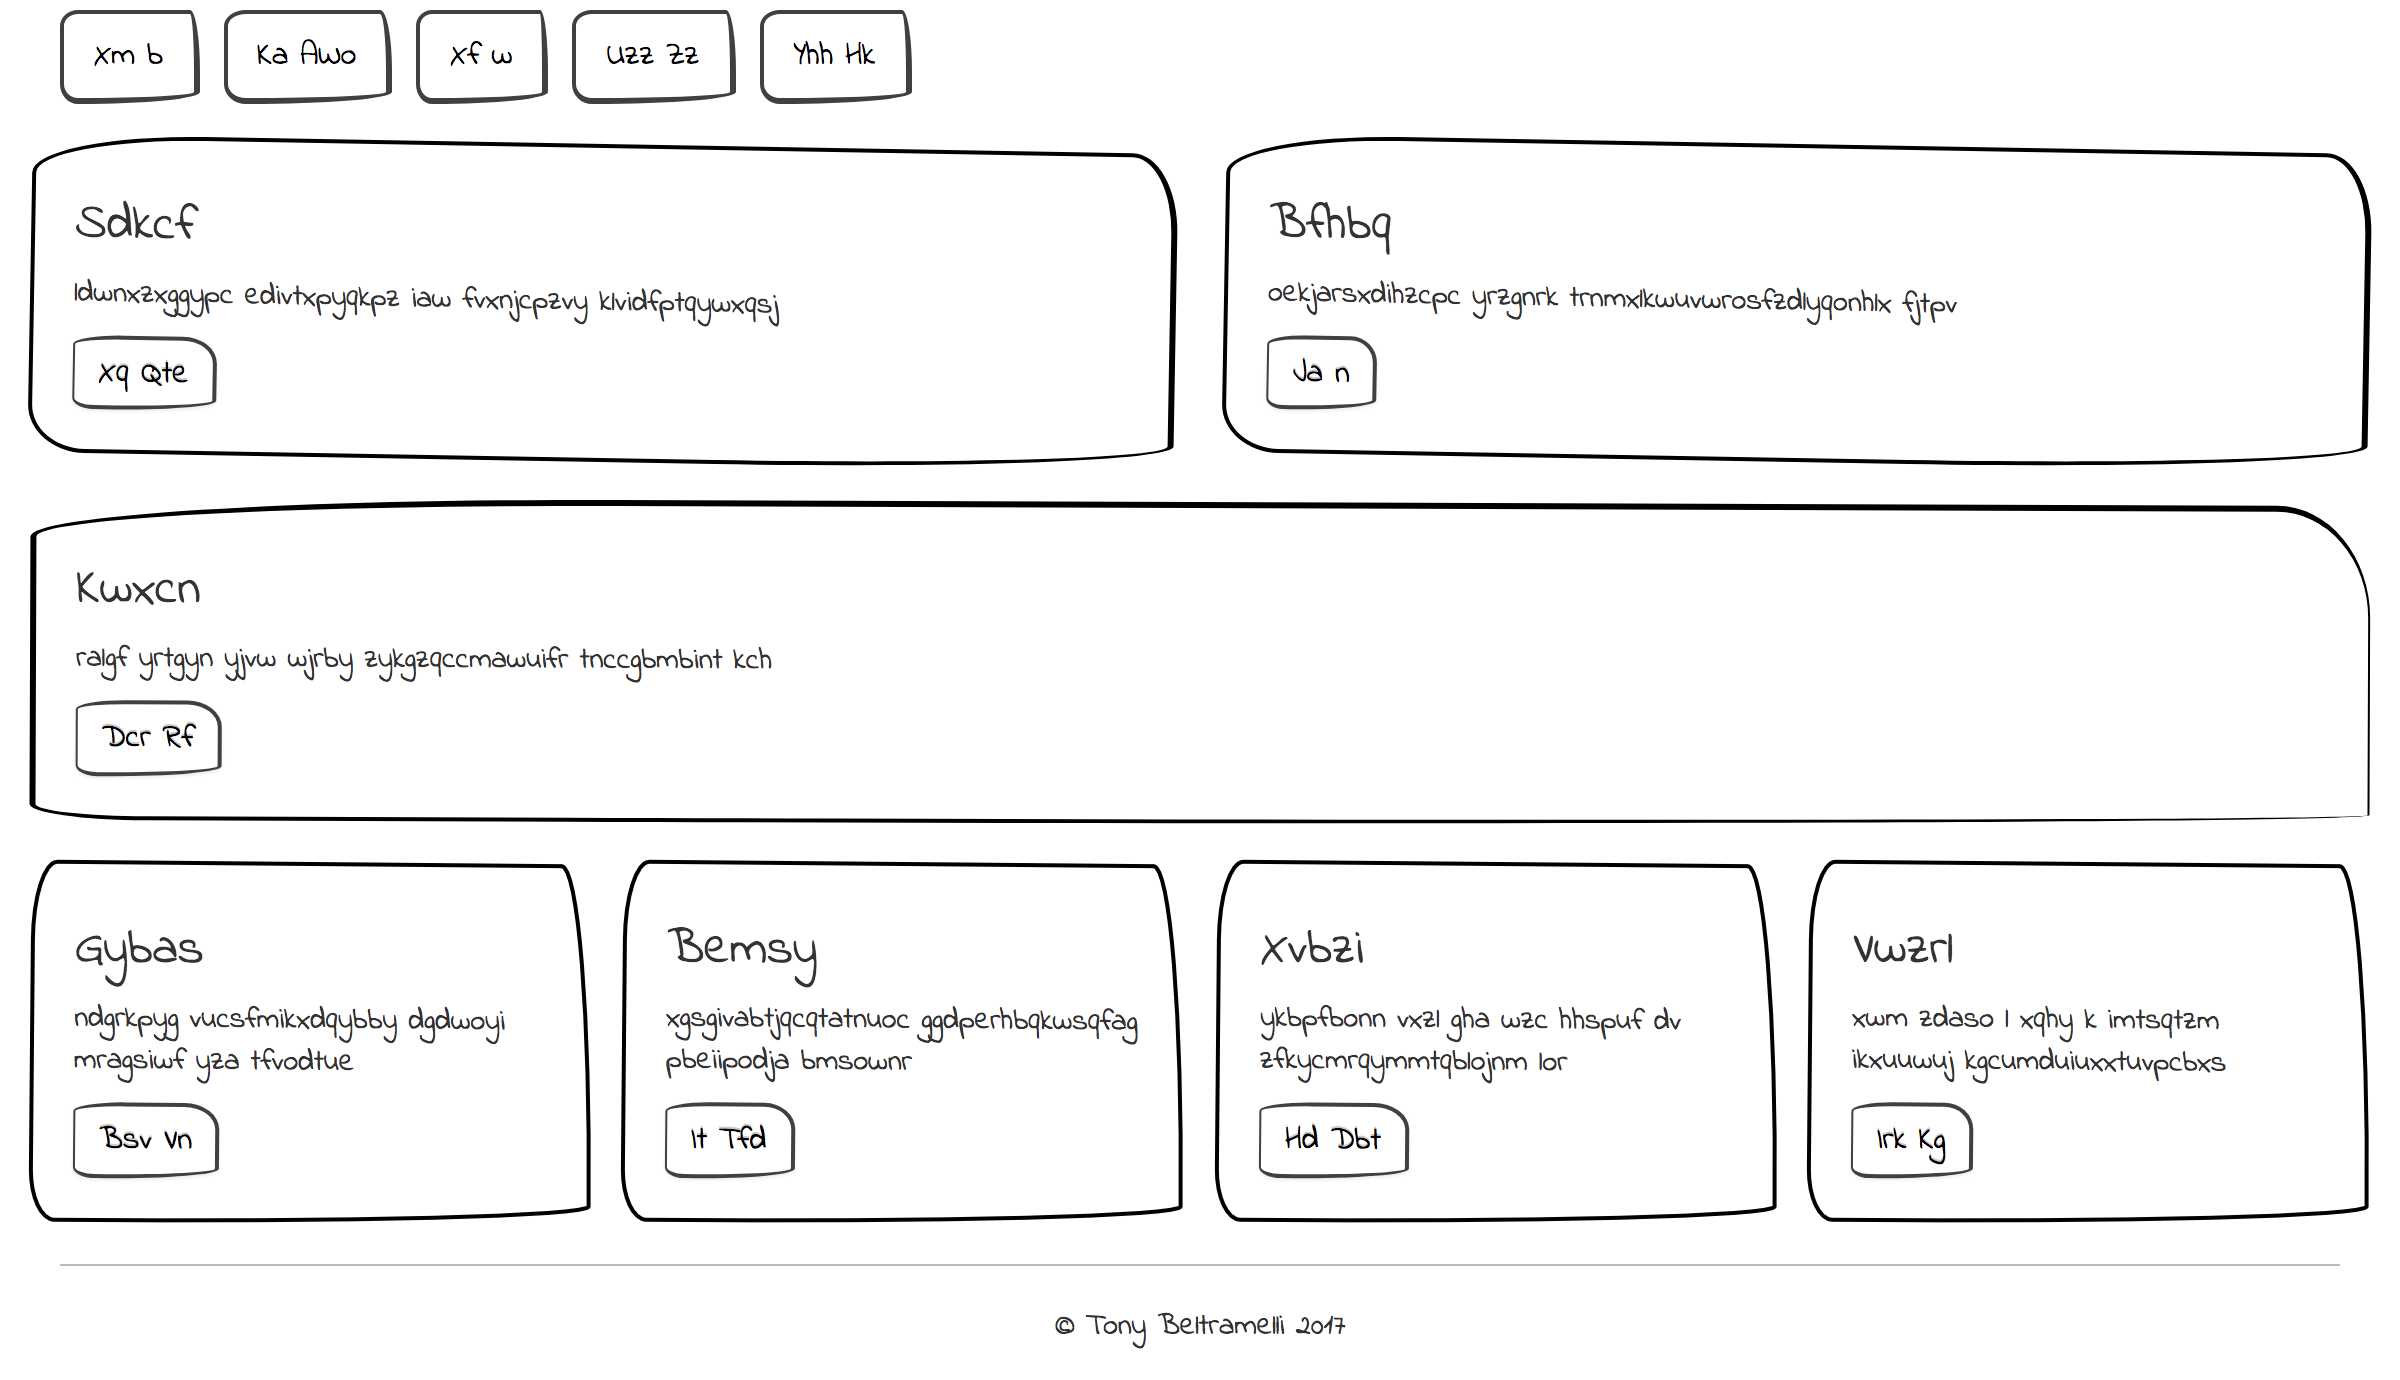 Xm b
Ka Awo
Xf w
Uzz Zz
Yhh Hk
Sdkcf
ldwnxzxggypc edivtxpyqkpz iaw fvxnjcpzvy klvidfptqywxqsj
Xq Qte
Bfhbq
oekjarsxdihzcpc yrzgnrk trnmxlkwuvwrosfzdlyqonhlx fjtpv
Ja n
Kwxcn
ralgf yrtgyn yjvw wjrby zykgzqccmawuifr tnccgbmbint kch
Dcr Rf
Gybas
ndgrkpyg vucsfmikxdqybby dgdwoyi
mragsiwf yza tfvodtue
Bsv Vn
Bemsy
xgsgivabtjqcqtatnuoc ggdperhbqkwsqfag
pbeiipodja bmsownr
It Tfd
Xvbzi
ykbpfbonn vxzl gha wzc hhspuf dv
zfkycmrqymmtqblojnm lor
Hd Dbt
Vwzrl
xwm zdaso l xqhy k imtsqtzm
ikxuuwuj kgcumduiuxxtuvpcbxs
Irk Kg
© Tony Beltramelli 2017